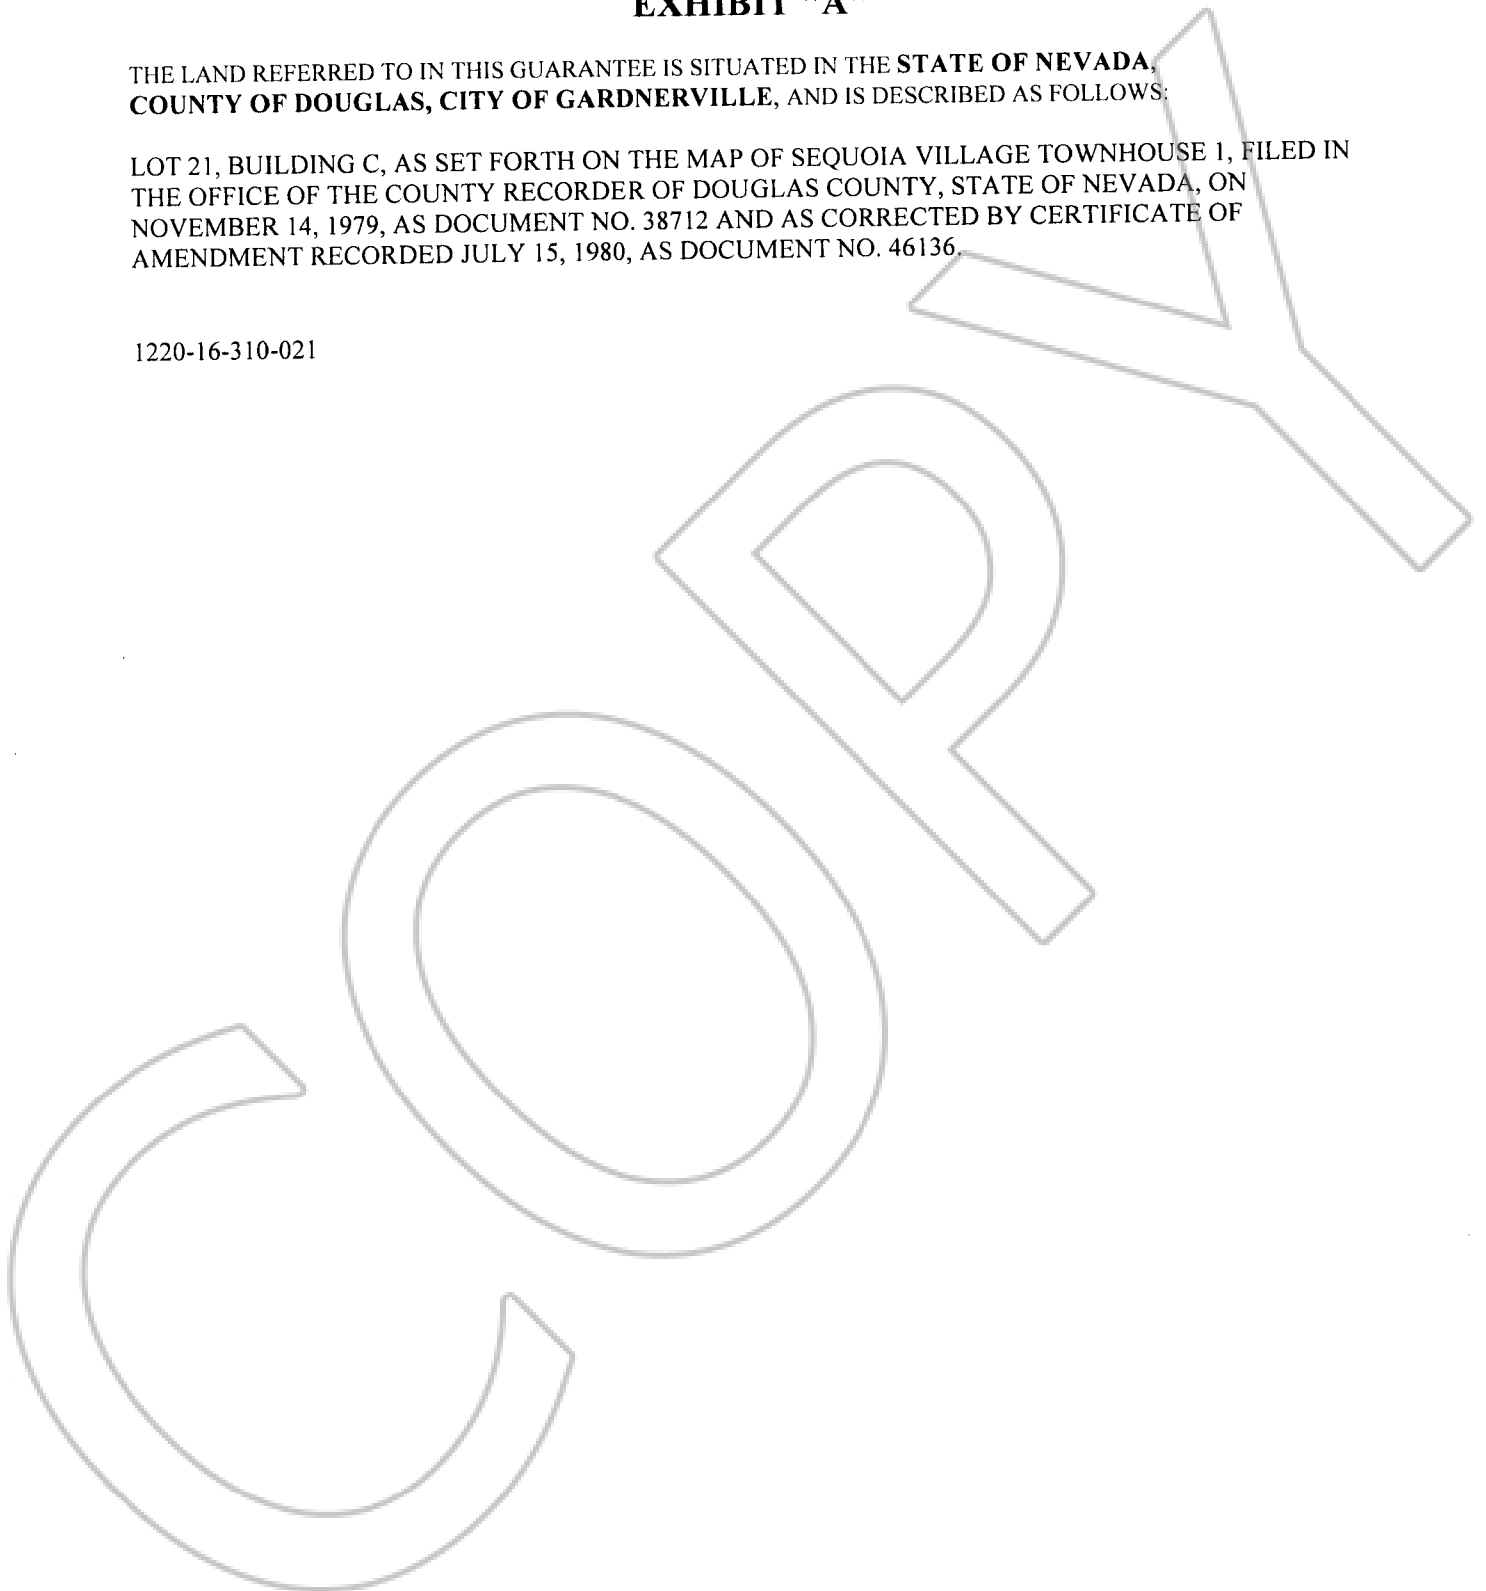 EXHIBIT "A"
THE LAND REFERRED TO IN THIS GUARANTEE IS SITUATED IN THE STATE OF NEVADA,
COUNTY OF DOUGLAS, CITY OF GARDNERVILLE, AND IS DESCRIBED AS FOLLOWS:
LOT 21, BUILDING C, AS SET FORTH ON THE MAP OF SEQUOIA VILLAGE TOWNHOUSE 1, FILED IN
THE OFFICE OF THE COUNTY RECORDER OF DOUGLAS COUNTY, STATE OF NEVADA, ON
NOVEMBER 14, 1979, AS DOCUMENT NO. 38712 AND AS CORRECTED BY CERTIFICATE OF
AMENDMENT RECORDED JULY 15, 1980, AS DOCUMENT NO. 46136.
1220-16-310-021
COPY